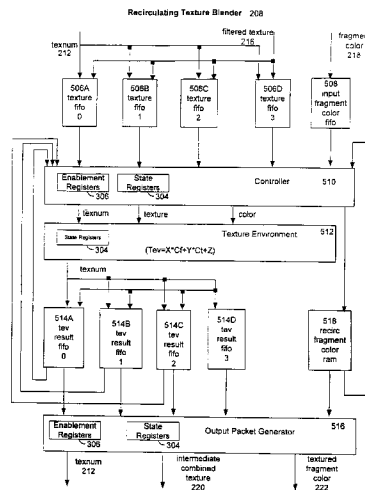 Recirculating Texture Blender 208
texnum
212
filtered texture
216
fragment
color
218
506A
texture
fifo
0
506B
texture
fifo
1
506C
texture
fifo
2
506D
texture
fifo
3
508
input
fragment
color
fifo
Enablement
Registers
306
State
Registers
304
Controller
510
texnum
texture
color
State Registers
304
Texture Environment
512
(Tev=X*Cf+Y*Ct+Z)
texnum
514A
tev
result
fifo
0
514B
tev
result
fifo
1
514C
tev
result
fifo
2
514D
tev
result
fifo
3
518
recirc
fragment
color
ram
Enablement
Registers
306
State
Registers
304
Output Packet Generator
516
texnum
212
intermediate
combined
texture
220
textured
fragment
color
222